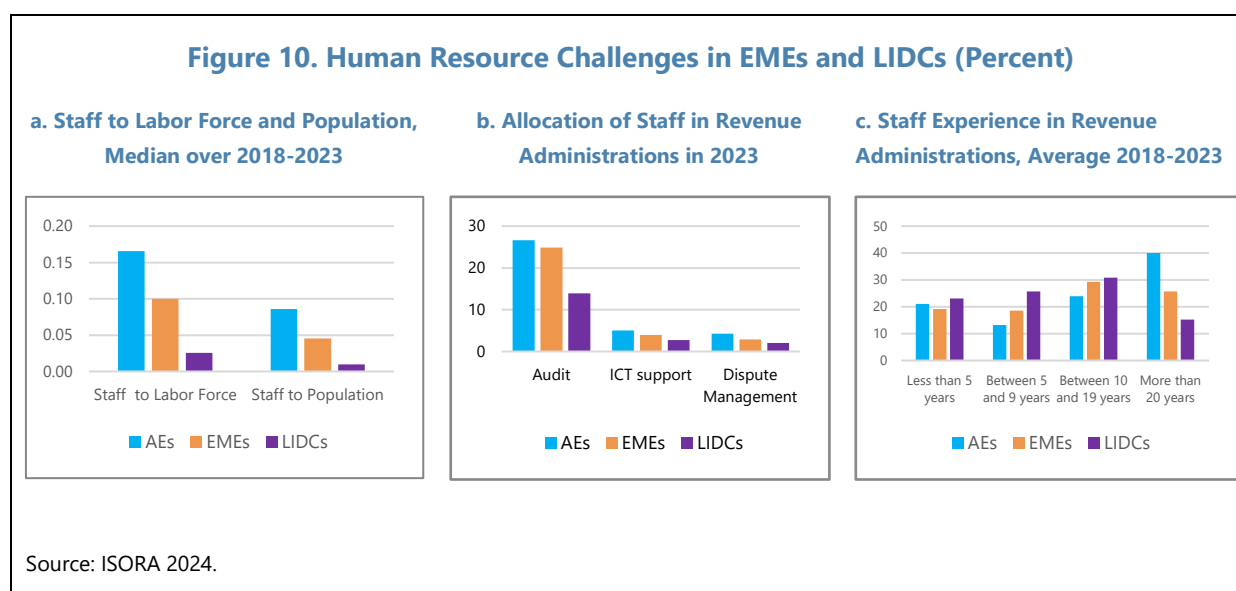 Figure 10. Human Resource Challenges in EMEs and LIDCs (Percent)
a. Staff to Labor Force and Population,
Median over 2018-2023
0.20
0.15
0.10
0.05
0.00
Staff to Labor Force Staff to Population
AEs EMEs LIDCs
b. Allocation of Staff in Revenue
Administrations in 2023
30
20
10
0
Audit ICT support Dispute
Management
AEs EMEs LIDCs
c. Staff Experience in Revenue
Administrations, Average 2018-2023
50
40
30
20
10
0
Less than 5 Between 5 Between 10 More than
years and 9 years and 19 years 20 years
AEs EMEs LIDCs
Source: ISORA 2024.